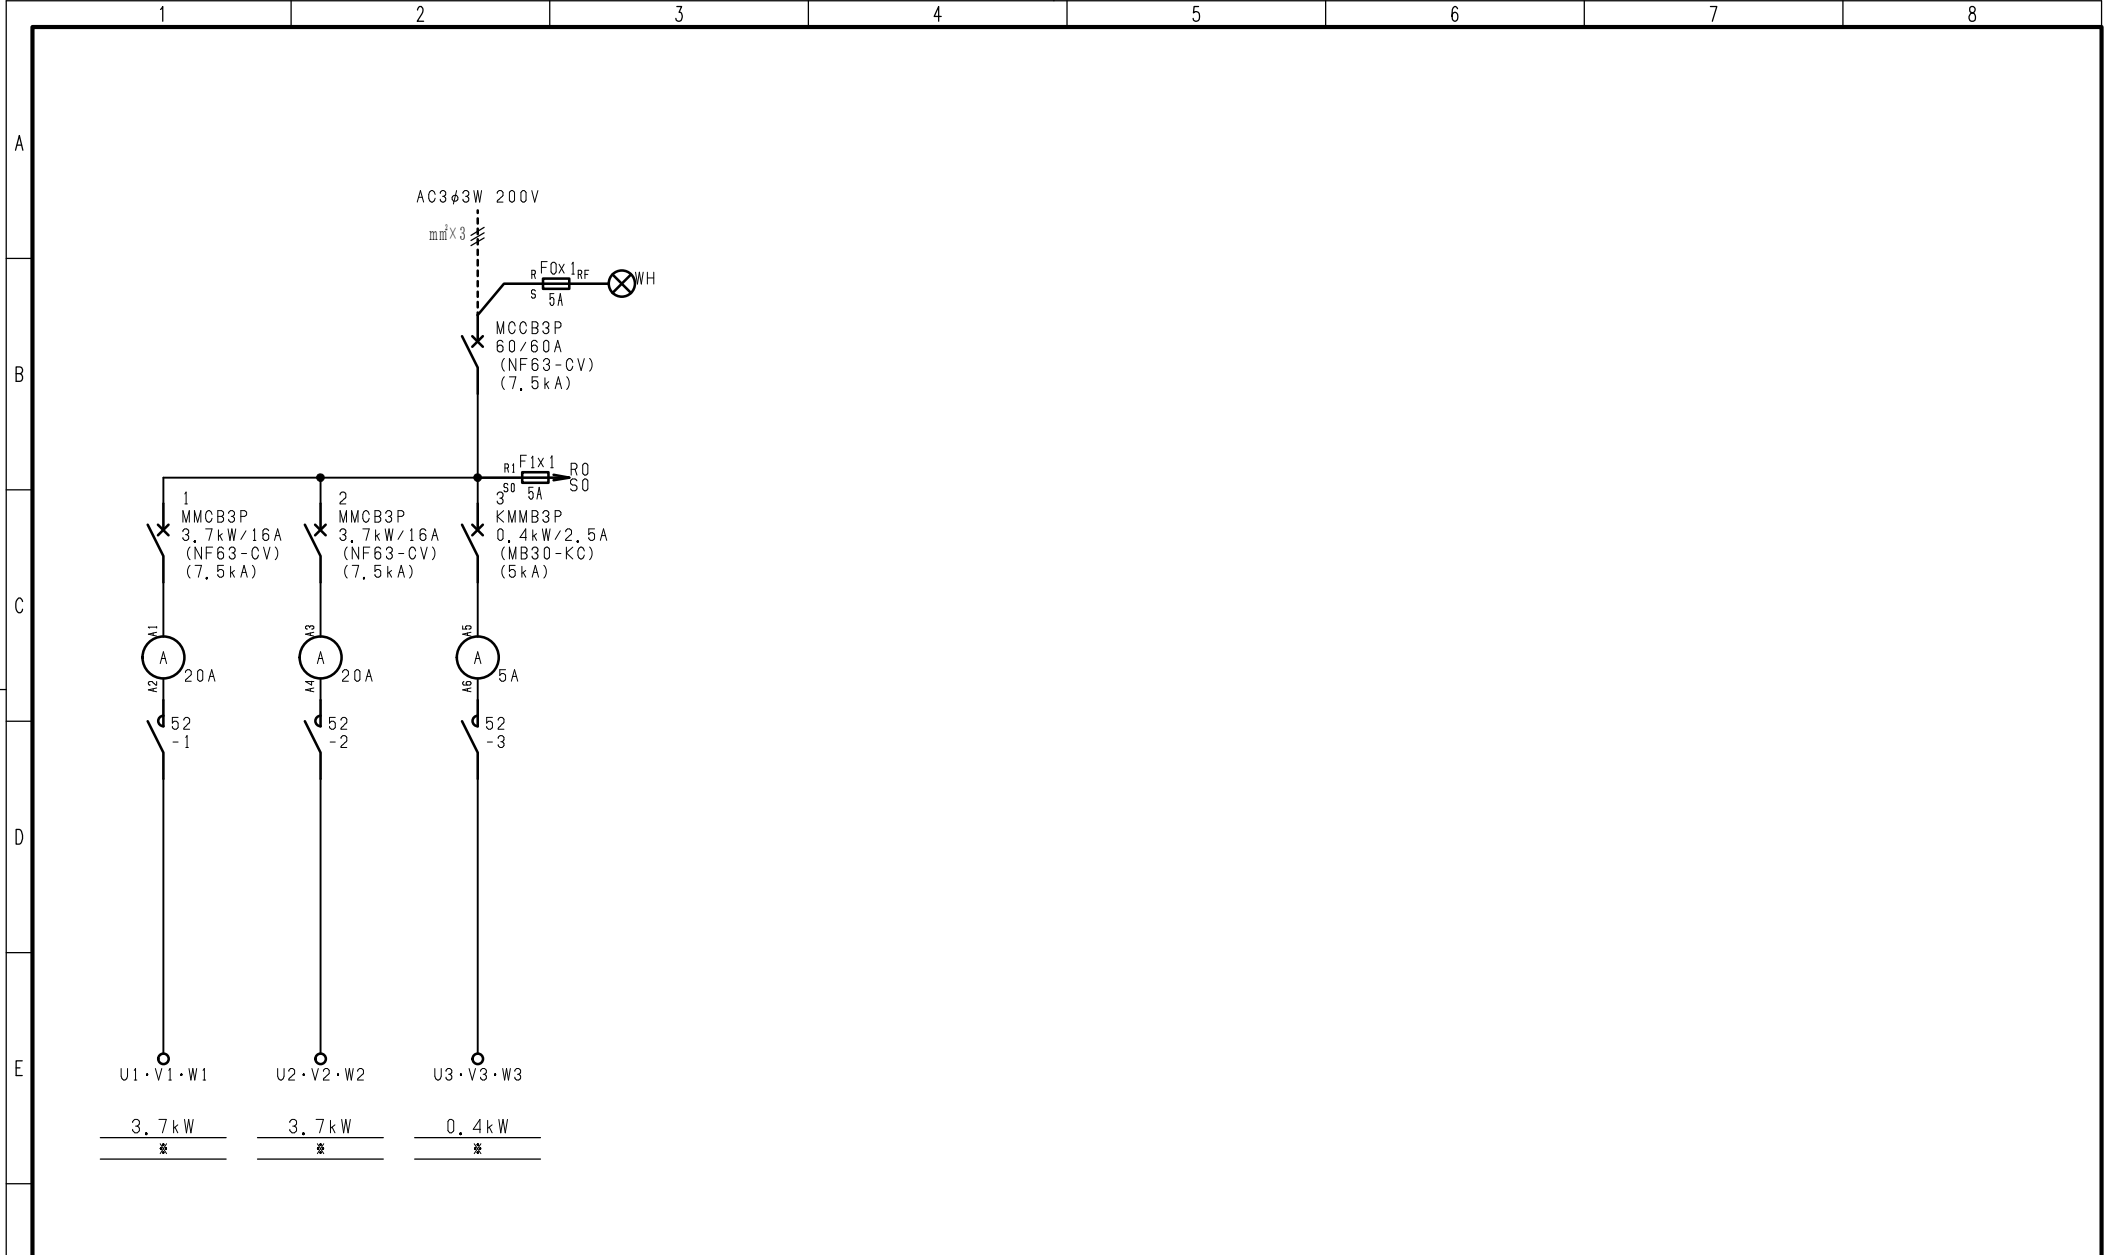 1 2 3 4 5 6 7 8
A
AC3φ3W 200V
mm²×3
R F0x1 RF WH
S 5A
MCCB3P
60/60A
(NF63-CV)
(7.5kA)
B
R1 F1x1 R0
S0 5A S0
1
MMCB3P
3.7kW/16A
(NF63-CV)
(7.5kA)
2
MMCB3P
3.7kW/16A
(NF63-CV)
(7.5kA)
3
KMMB3P
0.4kW/2.5A
(MB30-KC)
(5kA)
C
A1
A
20A
A2
A3
A
20A
A4
A5
A
5A
A6
52
-1
52
-2
52
-3
D
E
U1・V1・W1
U2・V2・W2
U3・V3・W3
3.7kW
3.7kW
0.4kW